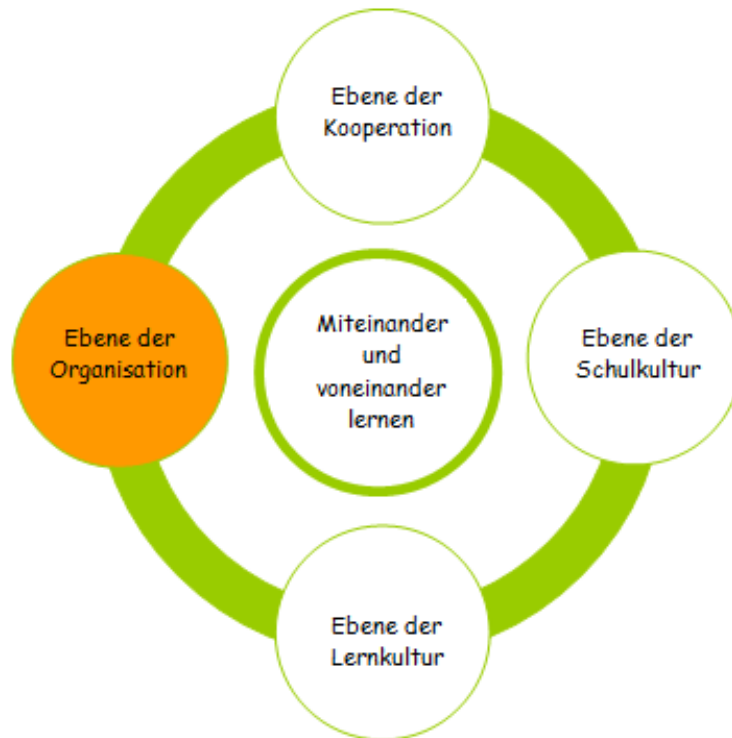 Ebene der
Kooperation
Ebene der
Organisation
Miteinander
und
voneinander
lernen
Ebene der
Schulkultur
Ebene der
Lernkultur